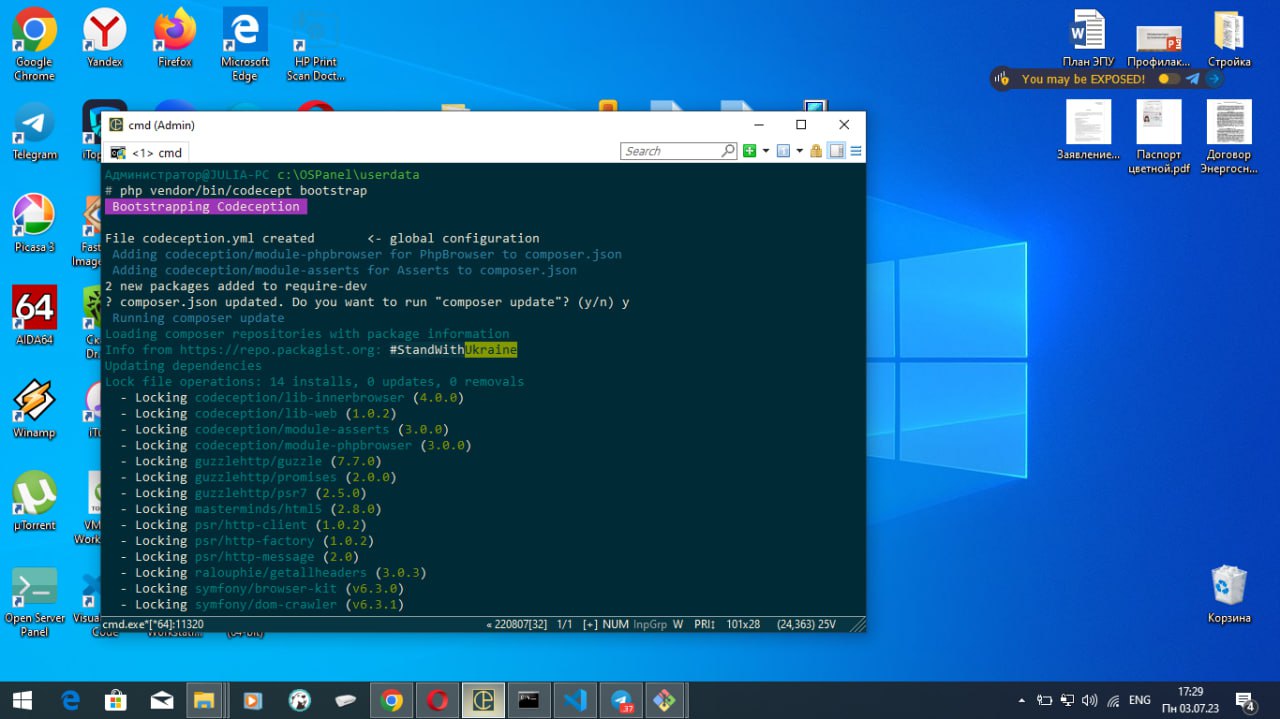 Google
Chrome
Yandex
Firefox
Microsoft
Edge
HP Print
Scan Doct...
План ЭПУ
Профилак...
Стройка
You may be EXPOSED!
Telegram
iTop
Заявление...
Паспорт
цветной.pdf
Договор
Энергосн...
Picasa 3
Fast
Image
64
AIDA64
Ск
Dr.
Winamp
iTu
µTorrent
VM
Work
Open Server
Panel
Visual
Code
Workstati...
(64-bit)
Корзина
cmd (Admin)
<1> cmd
Search
Администратор@JULIA-PC c:\OSPanel\userdata
# php vendor/bin/codecept bootstrap
Bootstrapping Codeception
File codeception.yml created <- global configuration
Adding codeception/module-phpbrowser for PhpBrowser to composer.json
Adding codeception/module-asserts for Asserts to composer.json
2 new packages added to require-dev
? composer.json updated. Do you want to run "composer update"? (y/n) y
Running composer update
Loading composer repositories with package information
Info from https://repo.packagist.org: #StandWithUkraine
Updating dependencies
Lock file operations: 14 installs, 0 updates, 0 removals
- Locking codeception/lib-innerbrowser (4.0.0)
- Locking codeception/lib-web (1.0.2)
- Locking codeception/module-asserts (3.0.0)
- Locking codeception/module-phpbrowser (3.0.0)
- Locking guzzlehttp/guzzle (7.7.0)
- Locking guzzlehttp/promises (2.0.0)
- Locking guzzlehttp/psr7 (2.5.0)
- Locking masterminds/html5 (2.8.0)
- Locking psr/http-client (1.0.2)
- Locking psr/http-factory (1.0.2)
- Locking psr/http-message (2.0)
- Locking ralouphie/getallheaders (3.0.3)
- Locking symfony/browser-kit (v6.3.0)
- Locking symfony/dom-crawler (v6.3.1)
cmd.exe*[*64]:11320
« 220807[32] 1/1 [+] NUM InpGrp W PRI↕ 101x28 (24,363) 25V
37
ENG
17:29
Пн 03.07.23
4